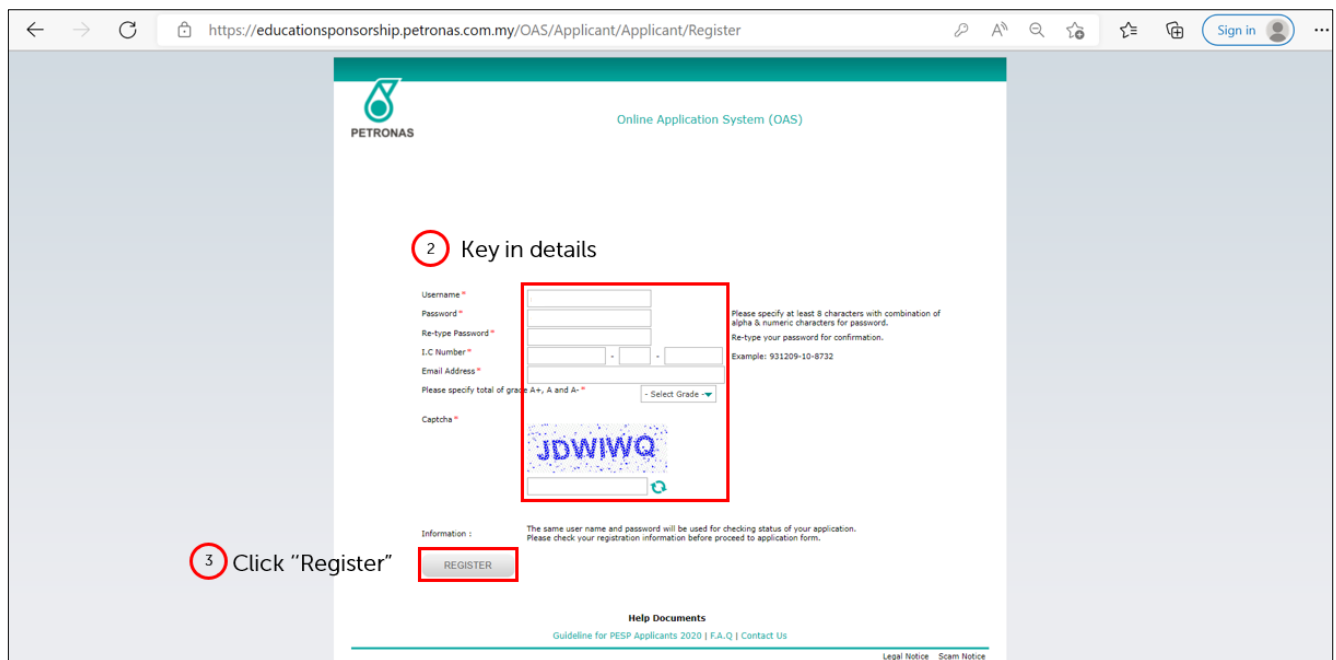 https://educationsponsorship.petronas.com.my/OAS/Applicant/Applicant/Register
Sign in
PETRONAS
Online Application System (OAS)
2 Key in details
Username *
Password * Please specify at least 8 characters with combination of
alpha & numeric characters for password.
Re-type Password * Re-type your password for confirmation.
I.C Number * - - Example: 931209-10-8732
Email Address *
Please specify total of grade A+, A and A- * - Select Grade -
Captcha *
JDWIWQ
Information : The same user name and password will be used for checking status of your application.
Please check your registration information before proceed to application form.
3 Click “Register” REGISTER
Help Documents
Guideline for PESP Applicants 2020 | F.A.Q | Contact Us
Legal Notice Scam Notice